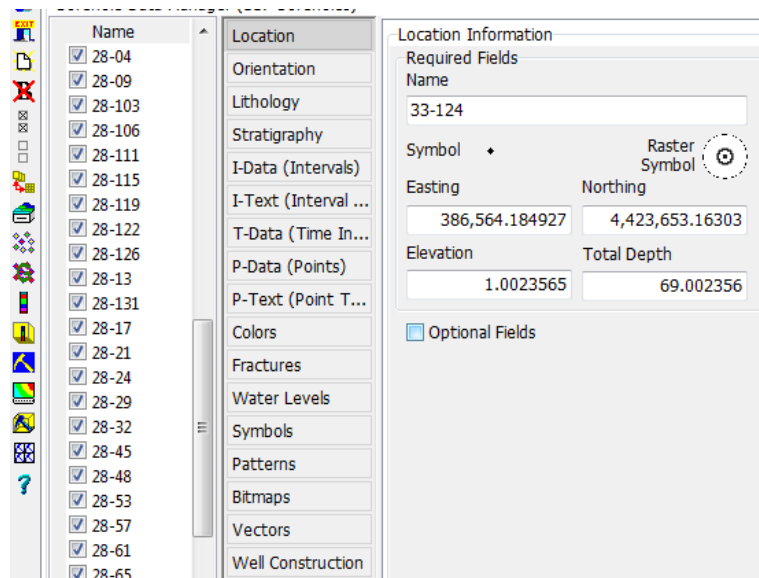 EXIT
Name
28-04
28-09
28-103
28-106
28-111
28-115
28-119
28-122
28-126
28-13
28-131
28-17
28-21
28-24
28-29
28-32
28-45
28-48
28-53
28-57
28-61
28-65
Location
Orientation
Lithology
Stratigraphy
I-Data (Intervals)
I-Text (Interval ...
T-Data (Time In...
P-Data (Points)
P-Text (Point T...
Colors
Fractures
Water Levels
Symbols
Patterns
Bitmaps
Vectors
Well Construction
Location Information
Required Fields
Name
33-124
Symbol
Raster
Symbol
Easting Northing
386,564.184927 4,423,653.16303
Elevation Total Depth
1.0023565 69.002356
Optional Fields